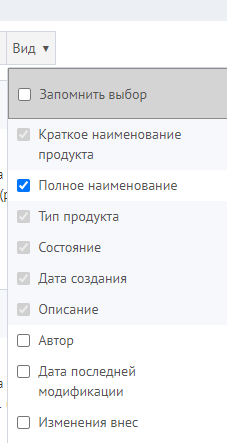 Вид ▾
Запомнить выбор
Краткое наименование
продукта
Полное наименование
Тип продукта
Состояние
Дата создания
Описание
Автор
Дата последней
модификации
Изменения внес